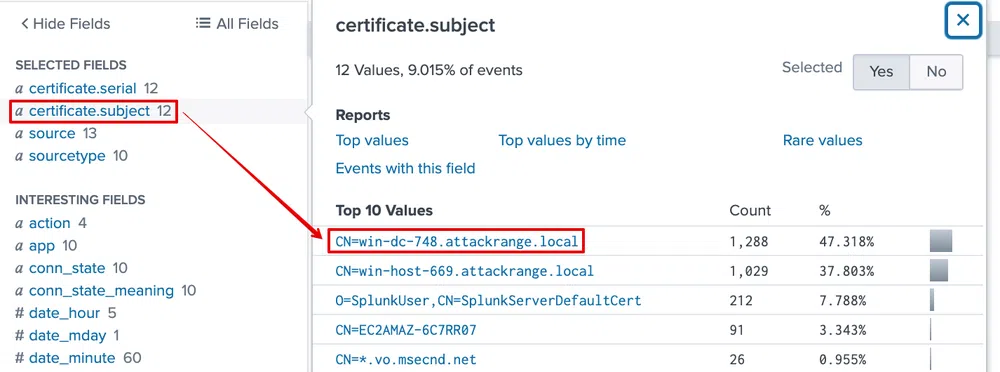 Hide Fields
All Fields
SELECTED FIELDS
a certificate.serial 12
a certificate.subject 12
a source 13
a sourcetype 10
INTERESTING FIELDS
a action 4
a app 10
a conn_state 10
a conn_state_meaning 10
# date_hour 5
# date_mday 1
# date_minute 60
certificate.subject
12 Values, 9.015% of events
Selected Yes No
Reports
Top values Top values by time Rare values
Events with this field
Top 10 Values Count %
CN=win-dc-748.attackrange.local 1,288 47.318%
CN=win-host-669.attackrange.local 1,029 37.803%
O=SplunkUser,CN=SplunkServerDefaultCert 212 7.788%
CN=EC2AMAZ-6C7RR07 91 3.343%
CN=*.vo.msecnd.net 26 0.955%